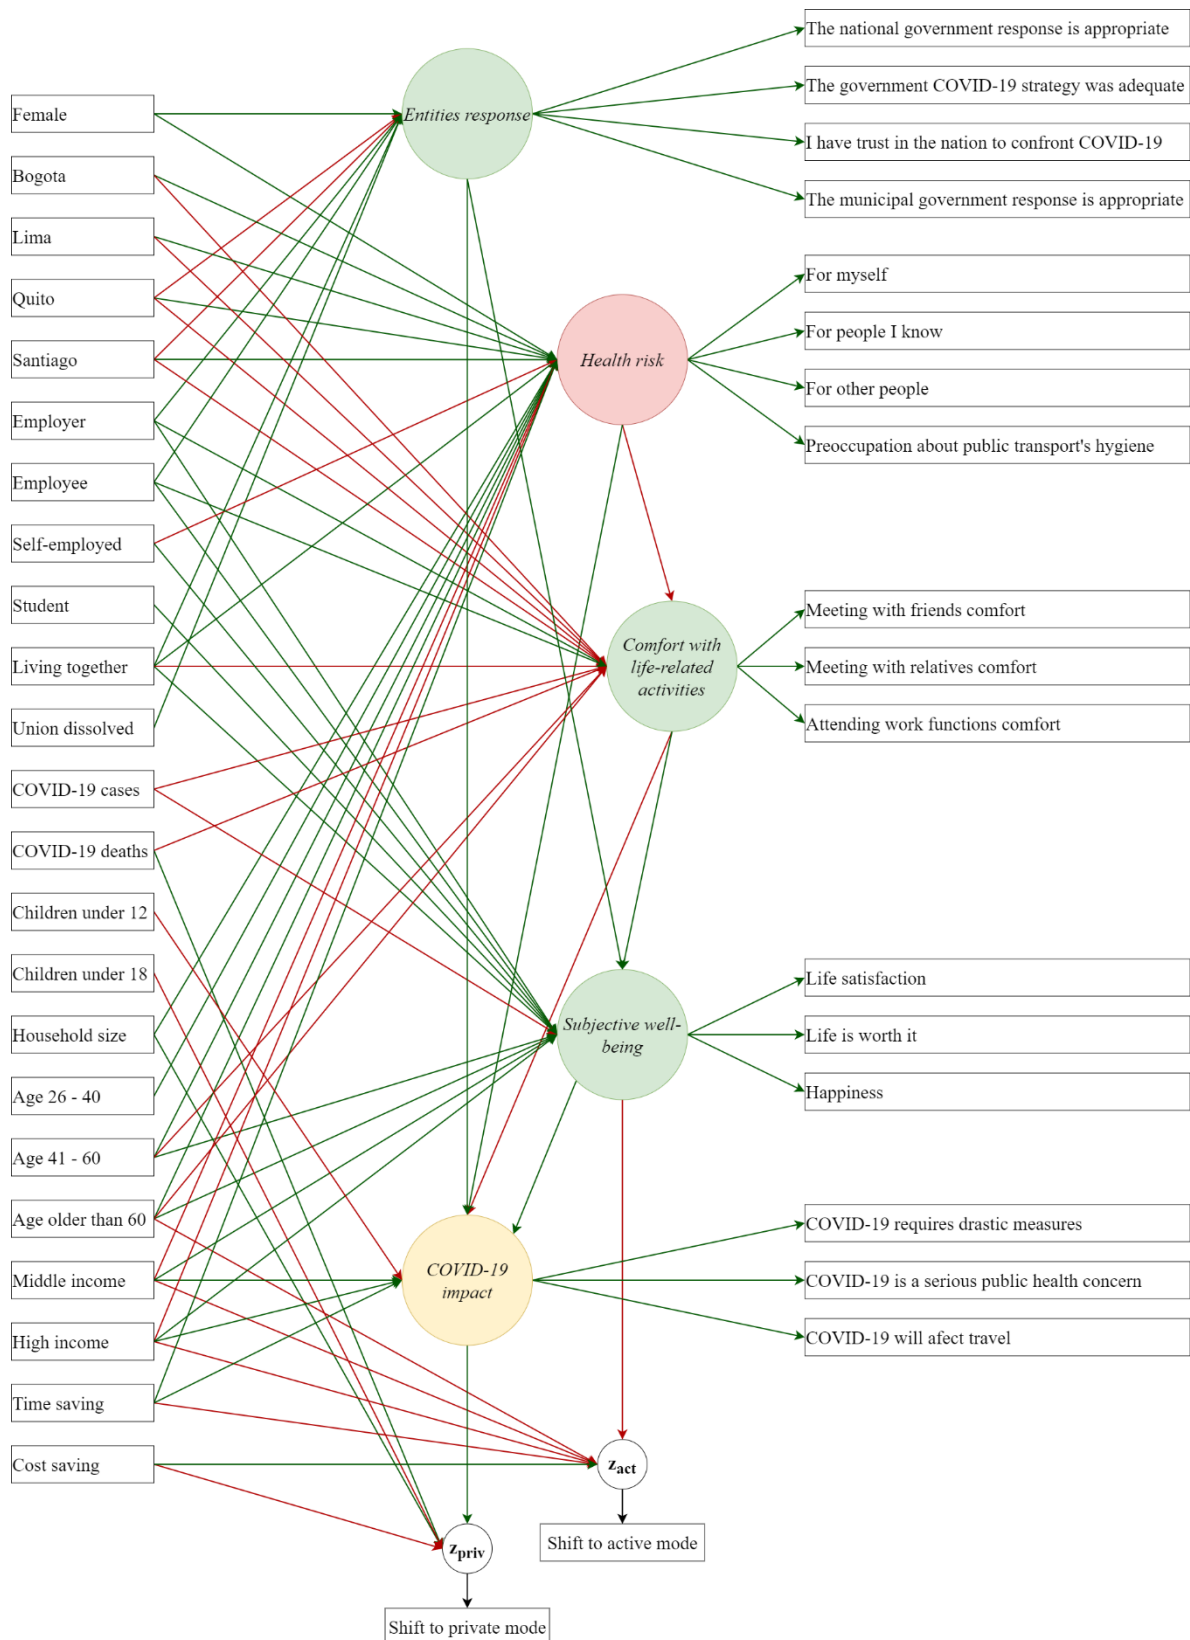 Female
Bogota
Lima
Quito
Santiago
Employer
Employee
Self-employed
Student
Living together
Union dissolved
COVID-19 cases
COVID-19 deaths
Children under 12
Children under 18
Household size
Age 26 - 40
Age 41 - 60
Age older than 60
Middle income
High income
Time saving
Cost saving
Entities response
Health risk
Comfort with
life-related
activities
Subjective well-
being
COVID-19
impact
z_act
Shift to active mode
z_priv
Shift to private mode
The national government response is appropriate
The government COVID-19 strategy was adequate
I have trust in the nation to confront COVID-19
The municipal government response is appropriate
For myself
For people I know
For other people
Preoccupation about public transport's hygiene
Meeting with friends comfort
Meeting with relatives comfort
Attending work functions comfort
Life satisfaction
Life is worth it
Happiness
COVID-19 requires drastic measures
COVID-19 is a serious public health concern
COVID-19 will afect travel